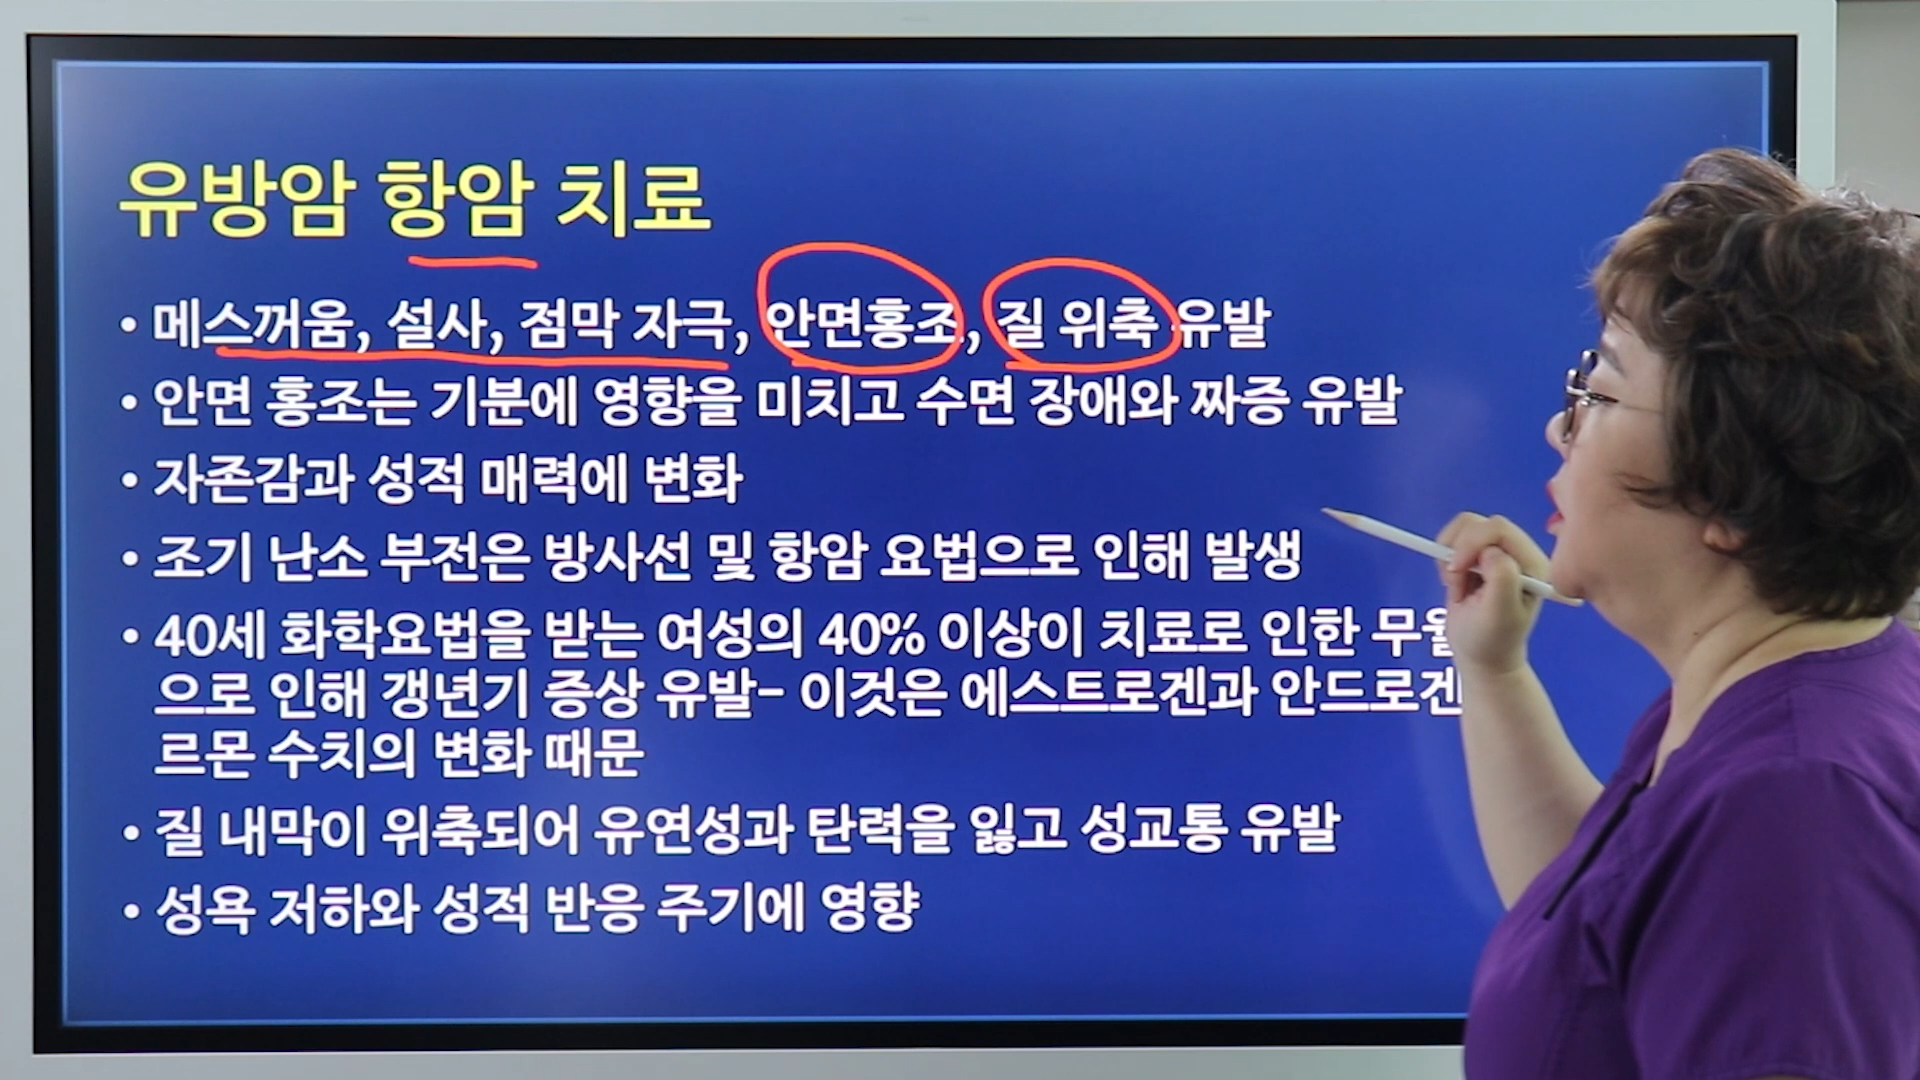 유방암 항암 치료
• 메스꺼움, 설사, 점막 자극, 안면홍조, 질 위축 유발
• 안면 홍조는 기분에 영향을 미치고 수면 장애와 짜증 유발
• 자존감과 성적 매력에 변화
• 조기 난소 부전은 방사선 및 항암 요법으로 인해 발생
• 40세 화학요법을 받는 여성의 40% 이상이 치료로 인한
으로 인해 갱년기 증상 유발- 이것은 에스트로겐과 안드로겐
르몬 수치의 변화 때문
• 질 내막이 위축되어 유연성과 탄력을 잃고 성교통 유발
• 성욕 저하와 성적 반응 주기에 영향